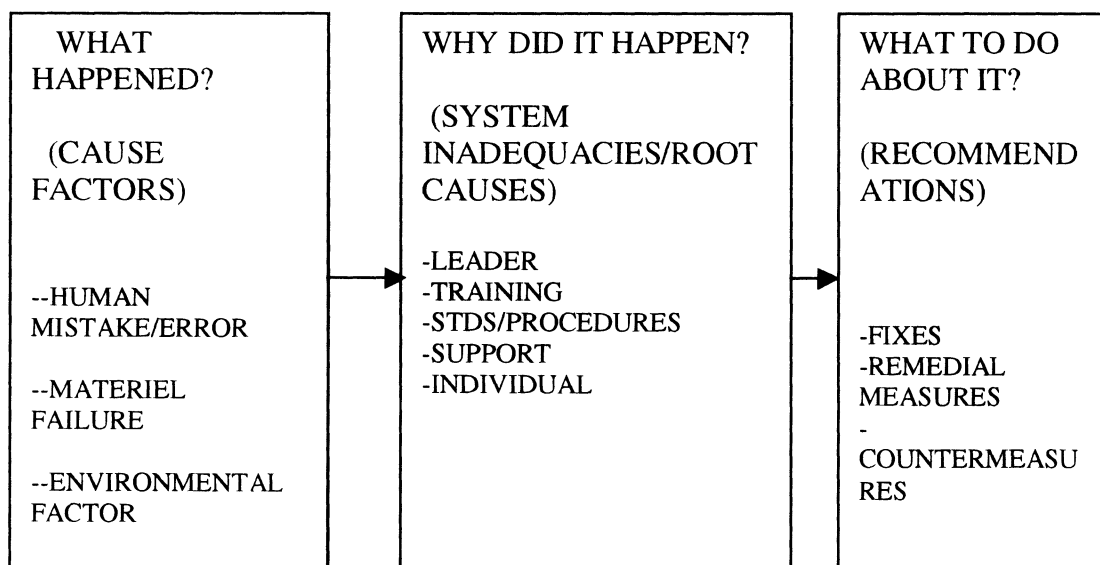 WHAT
HAPPENED?
(CAUSE
FACTORS)
--HUMAN
MISTAKE/ERROR
--MATERIEL
FAILURE
--ENVIRONMENTAL
FACTOR
WHY DID IT HAPPEN?
(SYSTEM
INADEQUACIES/ROOT
CAUSES)
-LEADER
-TRAINING
-STDS/PROCEDURES
-SUPPORT
-INDIVIDUAL
WHAT TO DO
ABOUT IT?
(RECOMMEND
ATIONS)
-FIXES
-REMEDIAL
MEASURES
-
COUNTERMEASU
RES